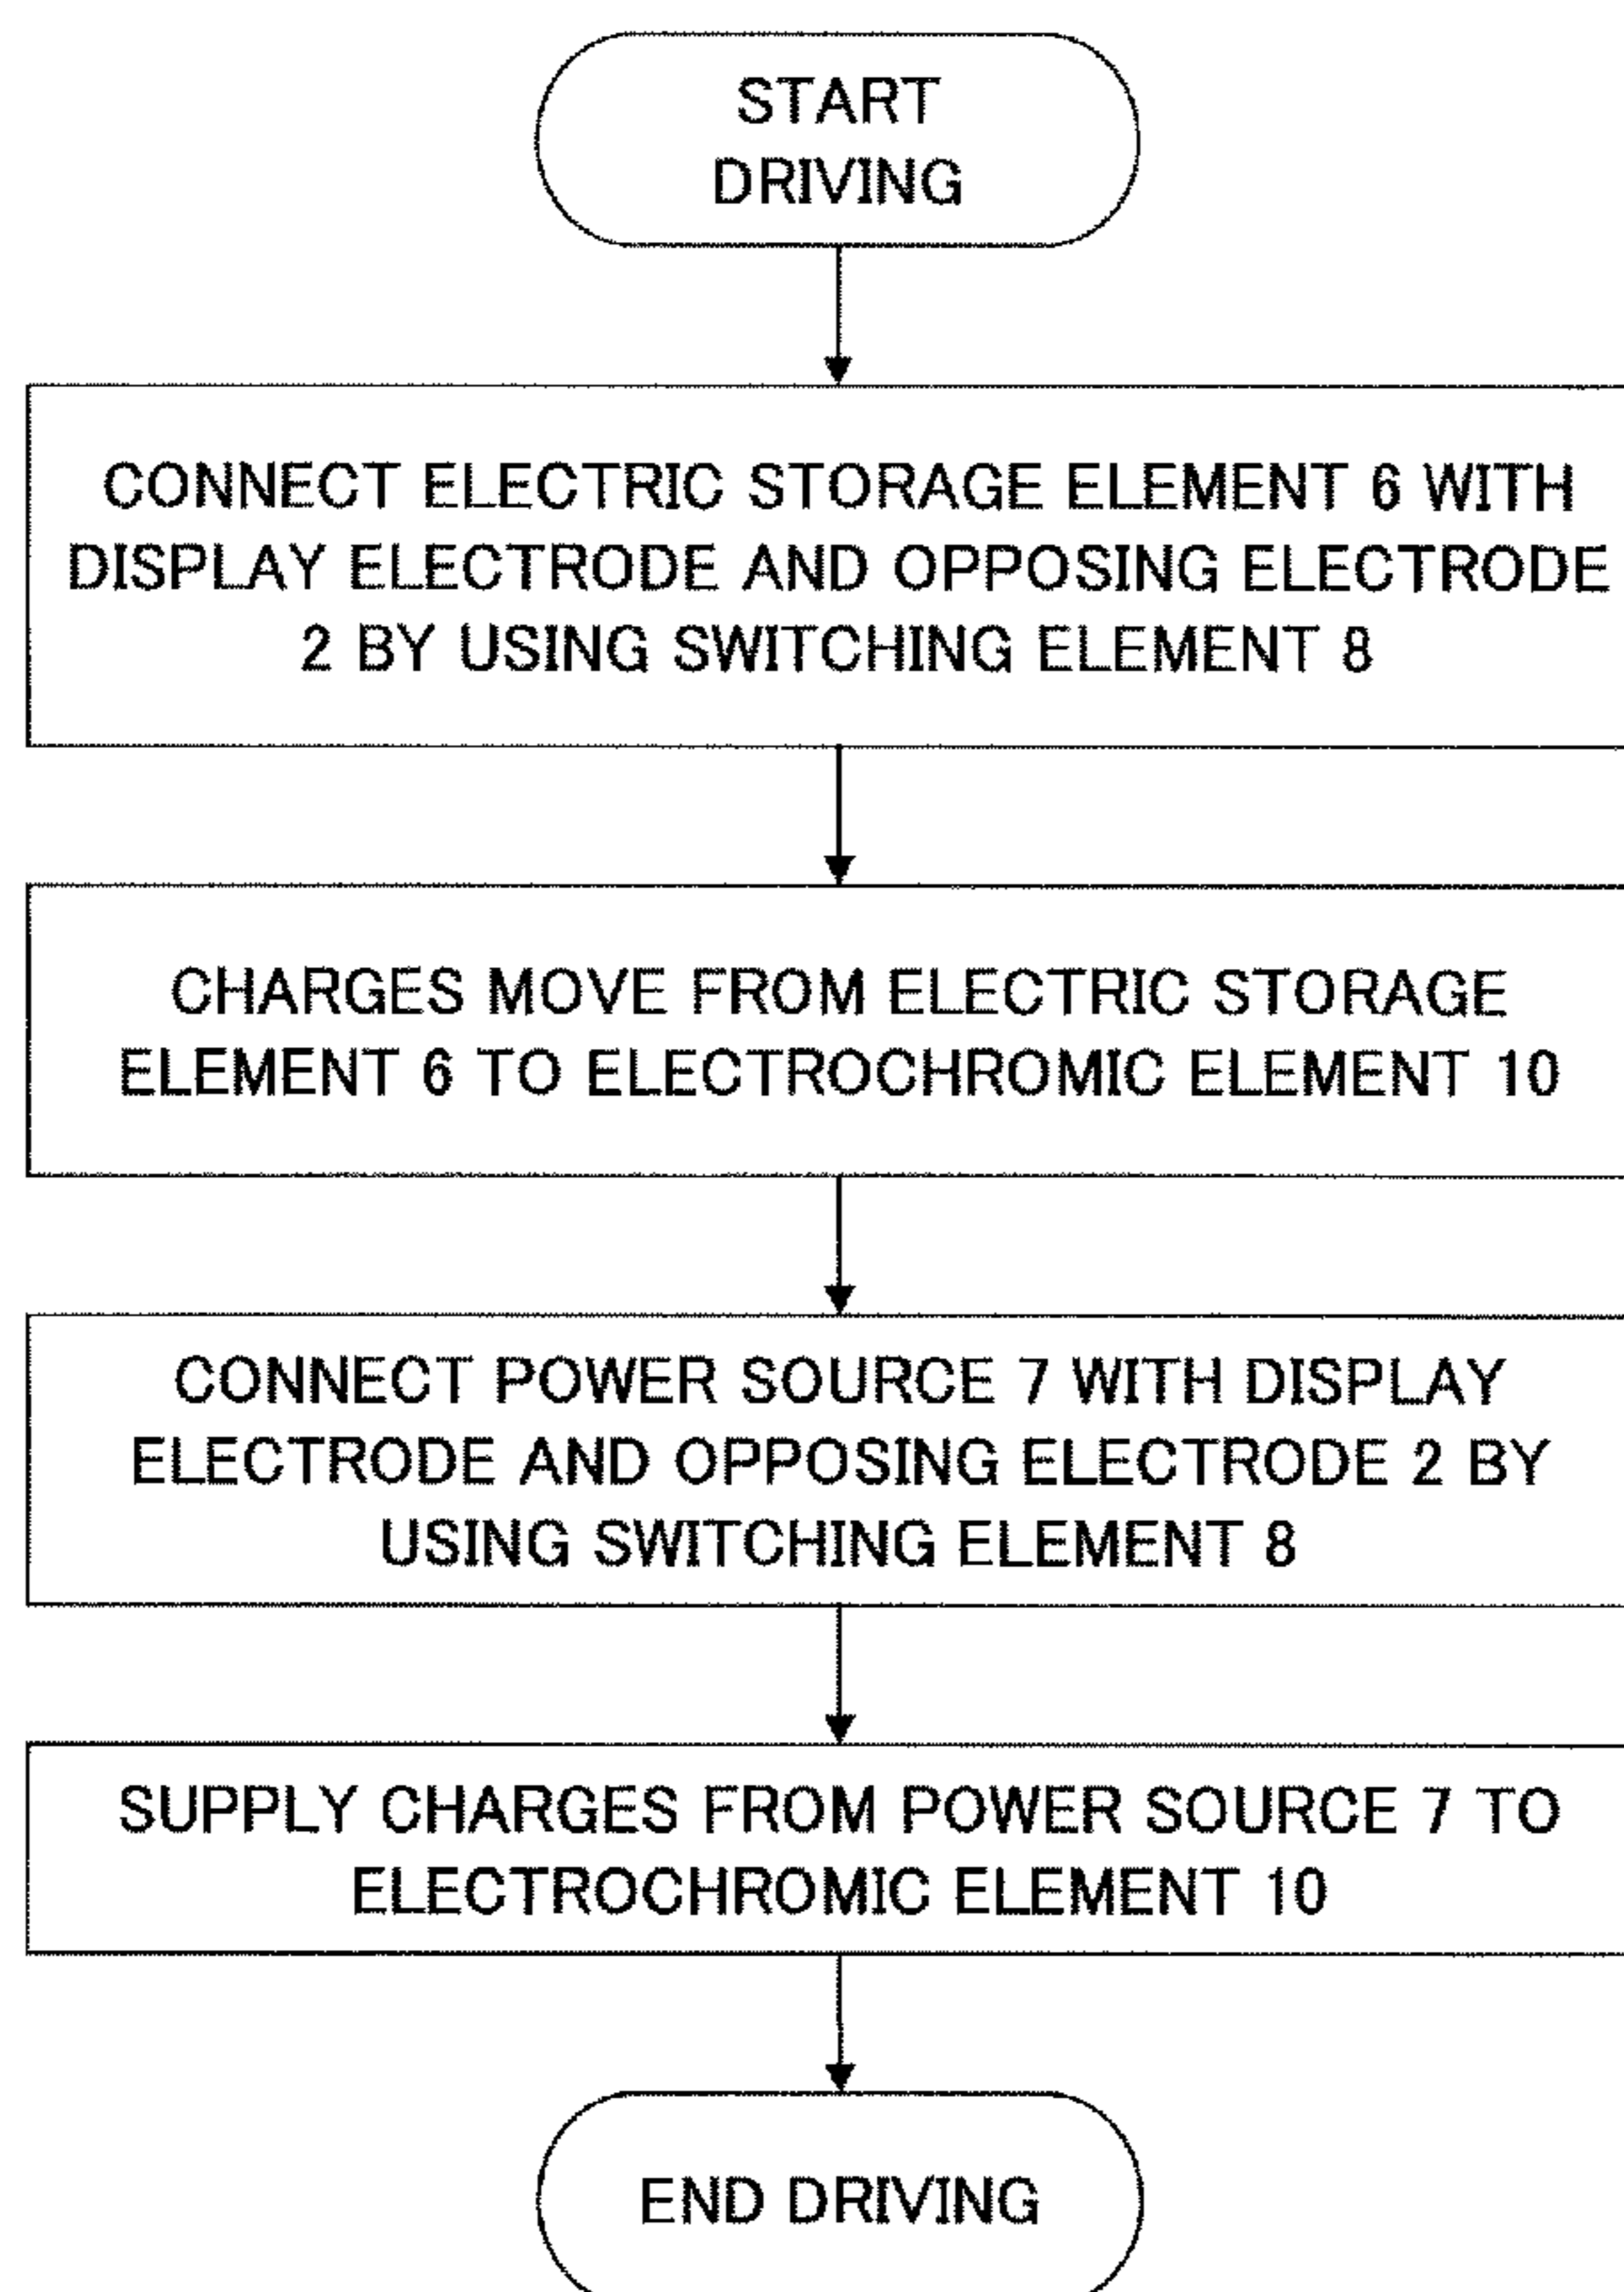 START
DRIVING
CONNECT ELECTRIC STORAGE ELEMENT 6 WITH
DISPLAY ELECTRODE AND OPPOSING ELECTRODE
2 BY USING SWITCHING ELEMENT 8
CHARGES MOVE FROM ELECTRIC STORAGE
ELEMENT 6 TO ELECTROCHROMIC ELEMENT 10
CONNECT POWER SOURCE 7 WITH DISPLAY
ELECTRODE AND OPPOSING ELECTRODE 2 BY
USING SWITCHING ELEMENT 8
SUPPLY CHARGES FROM POWER SOURCE 7 TO
ELECTROCHROMIC ELEMENT 10
END DRIVING